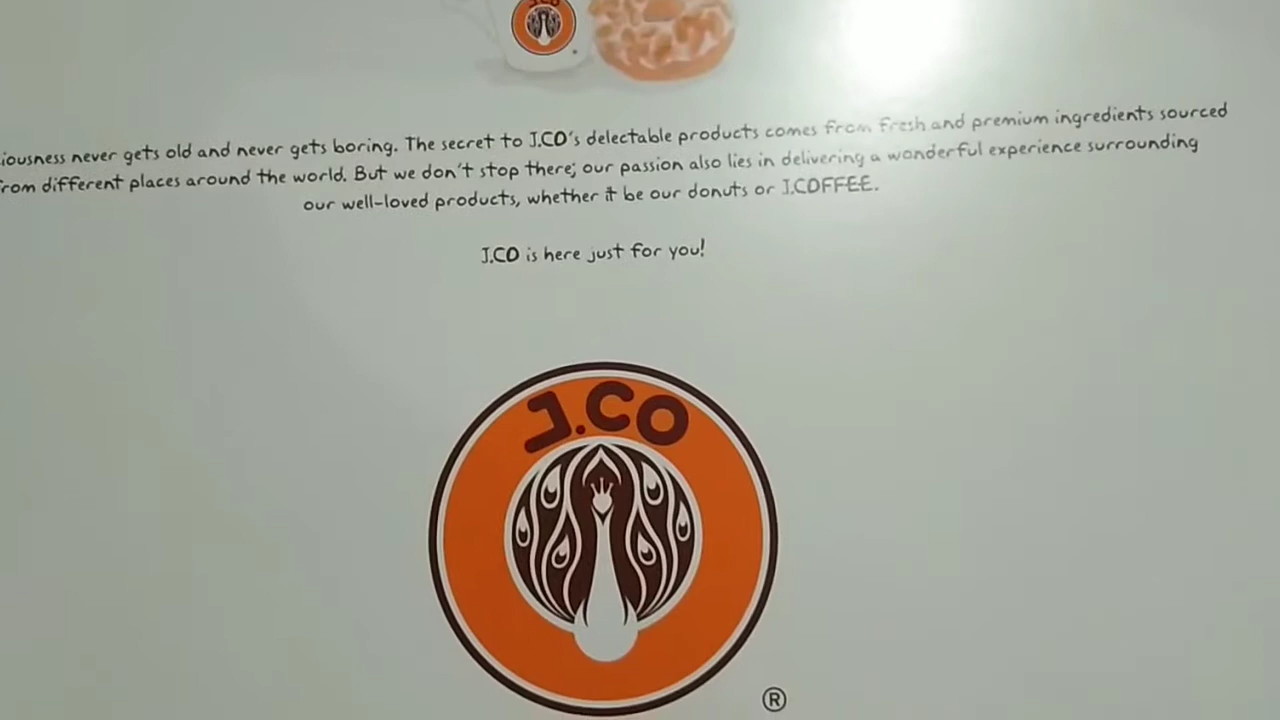 J.CO
iousness never gets old and never gets boring. The secret to J.CO's delectable products comes from fresh and premium ingredients sourced
rom different places around the world. But we don't stop there; our passion also lies in delivering a wonderful experience surrounding
our well-loved products, whether it be our donuts or J.COFFEE.
J.CO is here just for you!
J.CO
®